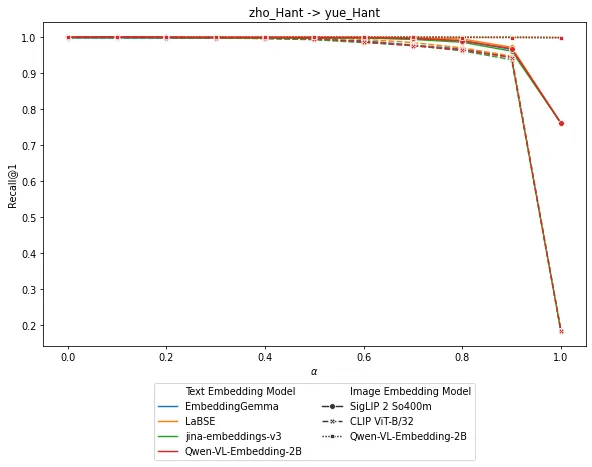 zho_Hant -> yue_Hant
1.0
0.9
0.8
0.7
0.6
0.5
0.4
0.3
0.2
Recall@1
0.0 0.2 0.4 0.6 0.8 1.0
α
Text Embedding Model Image Embedding Model
EmbeddingGemma SigLIP 2 So400m
LaBSE CLIP ViT-B/32
jina-embeddings-v3 Qwen-VL-Embedding-2B
Qwen-VL-Embedding-2B